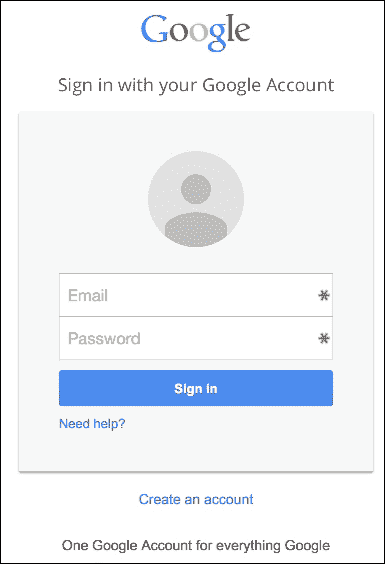 Google
Sign in with your Google Account
Email
Password
Sign in
Need help?
Create an account
One Google Account for everything Google